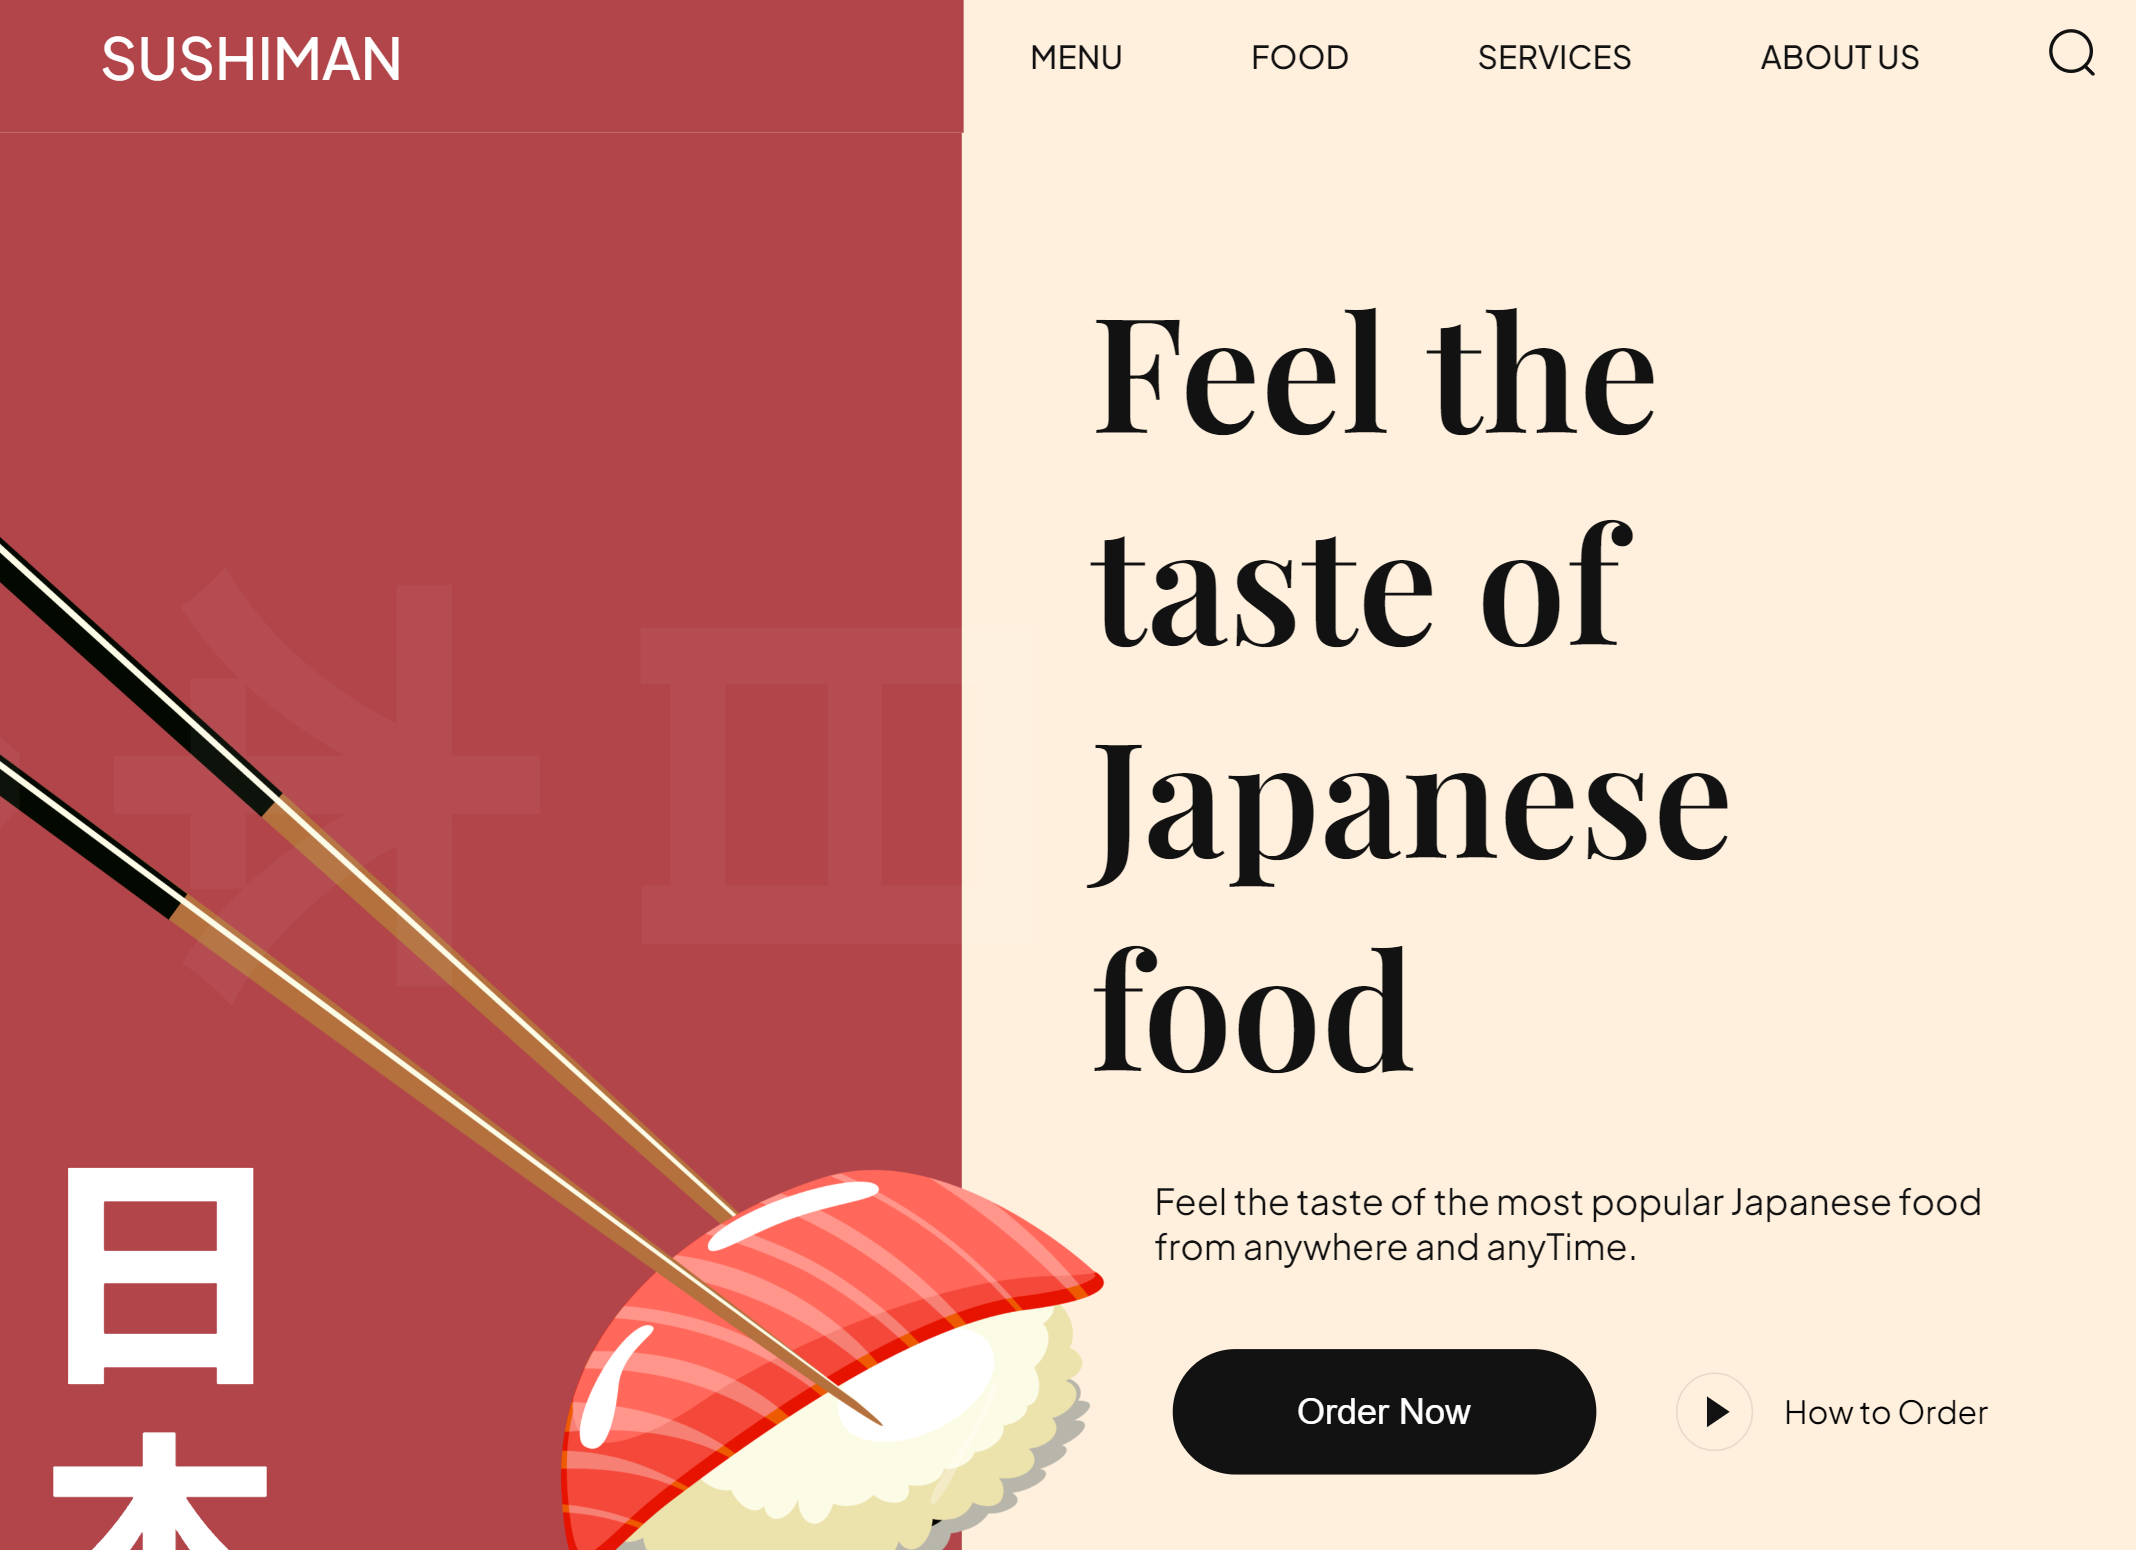 SUSHIMAN
MENU
FOOD
SERVICES
ABOUT US
Feel the
taste of
Japanese
food
Feel the taste of the most popular Japanese food
from anywhere and anyTime.
Order Now
How to Order
日